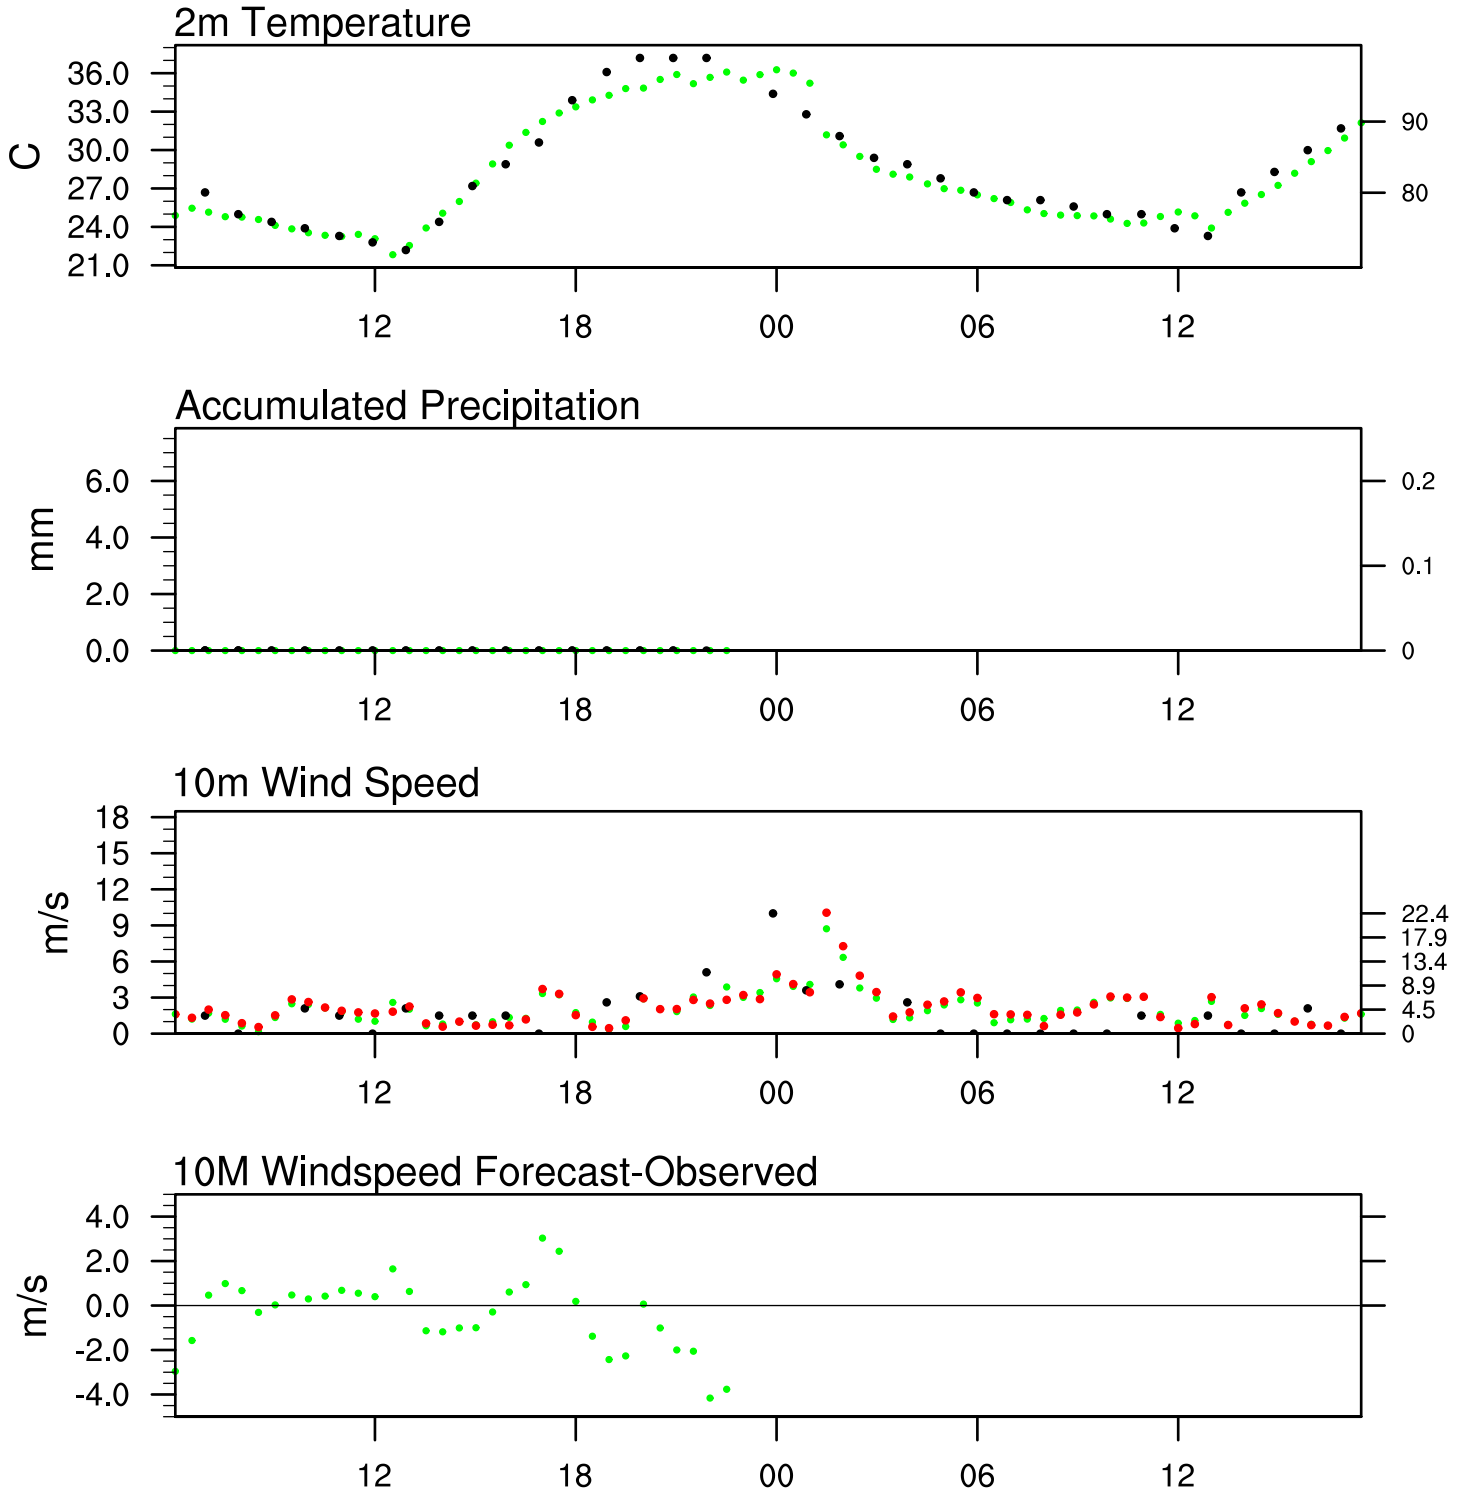 2m Temperature
36.0
33.0
30.0
27.0
24.0
21.0
C
90
80
12 18 00 06 12
Accumulated Precipitation
6.0
4.0
2.0
0.0
mm
0.2
0.1
0
12 18 00 06 12
10m Wind Speed
18
15
12
9
6
3
0
m/s
22.4
17.9
13.4
8.9
4.5
0
12 18 00 06 12
10M Windspeed Forecast-Observed
4.0
2.0
0.0
-2.0
-4.0
m/s
12 18 00 06 12